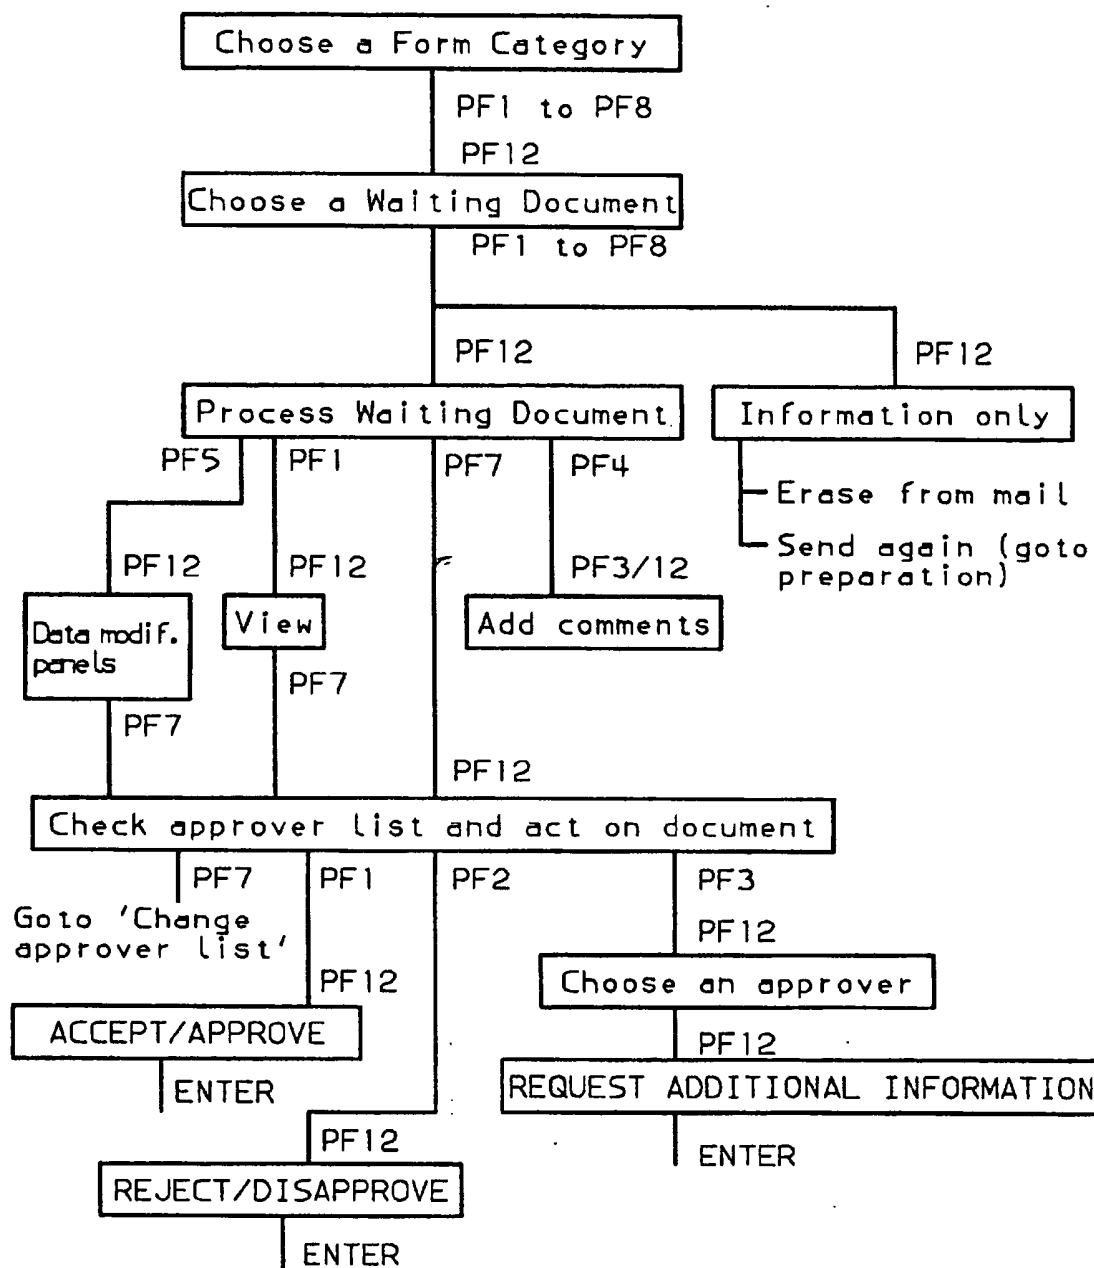 Choose a Form Category
PF1 to PF8
PF12
Choose a Waiting Document
PF1 to PF8
PF12
PF12
Process Waiting Document
Information only
PF5
PF1
PF7
PF4
Erase from mail
Send again (goto
preparation)
PF12
PF12
PF3/12
Data modif.
panels
View
Add comments
PF7
PF7
PF12
Check approver list and act on document
PF7
PF1
PF2
PF3
Goto 'Change
approver list'
PF12
PF12
Choose an approver
ACCEPT/APPROVE
PF12
ENTER
REQUEST ADDITIONAL INFORMATION
PF12
ENTER
REJECT/DISAPPROVE
ENTER